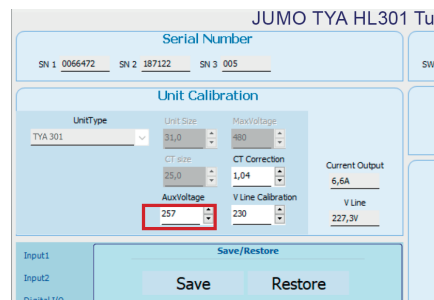 JUMO TYA HL301 Tu
Serial Number
SN 1 0066472 SN 2 187122 SN 3 005
SW
Unit Calibration
UnitType Unit Size MaxVoltage
TYA 301 31,0 480
CT size CT Correction Current Output
25,0 1,04 6,6A
AuxVoltage V Line Calibration V Line
257 230 227,3V
Input1 Save/Restore
Input2 Save Restore
Digital I/O